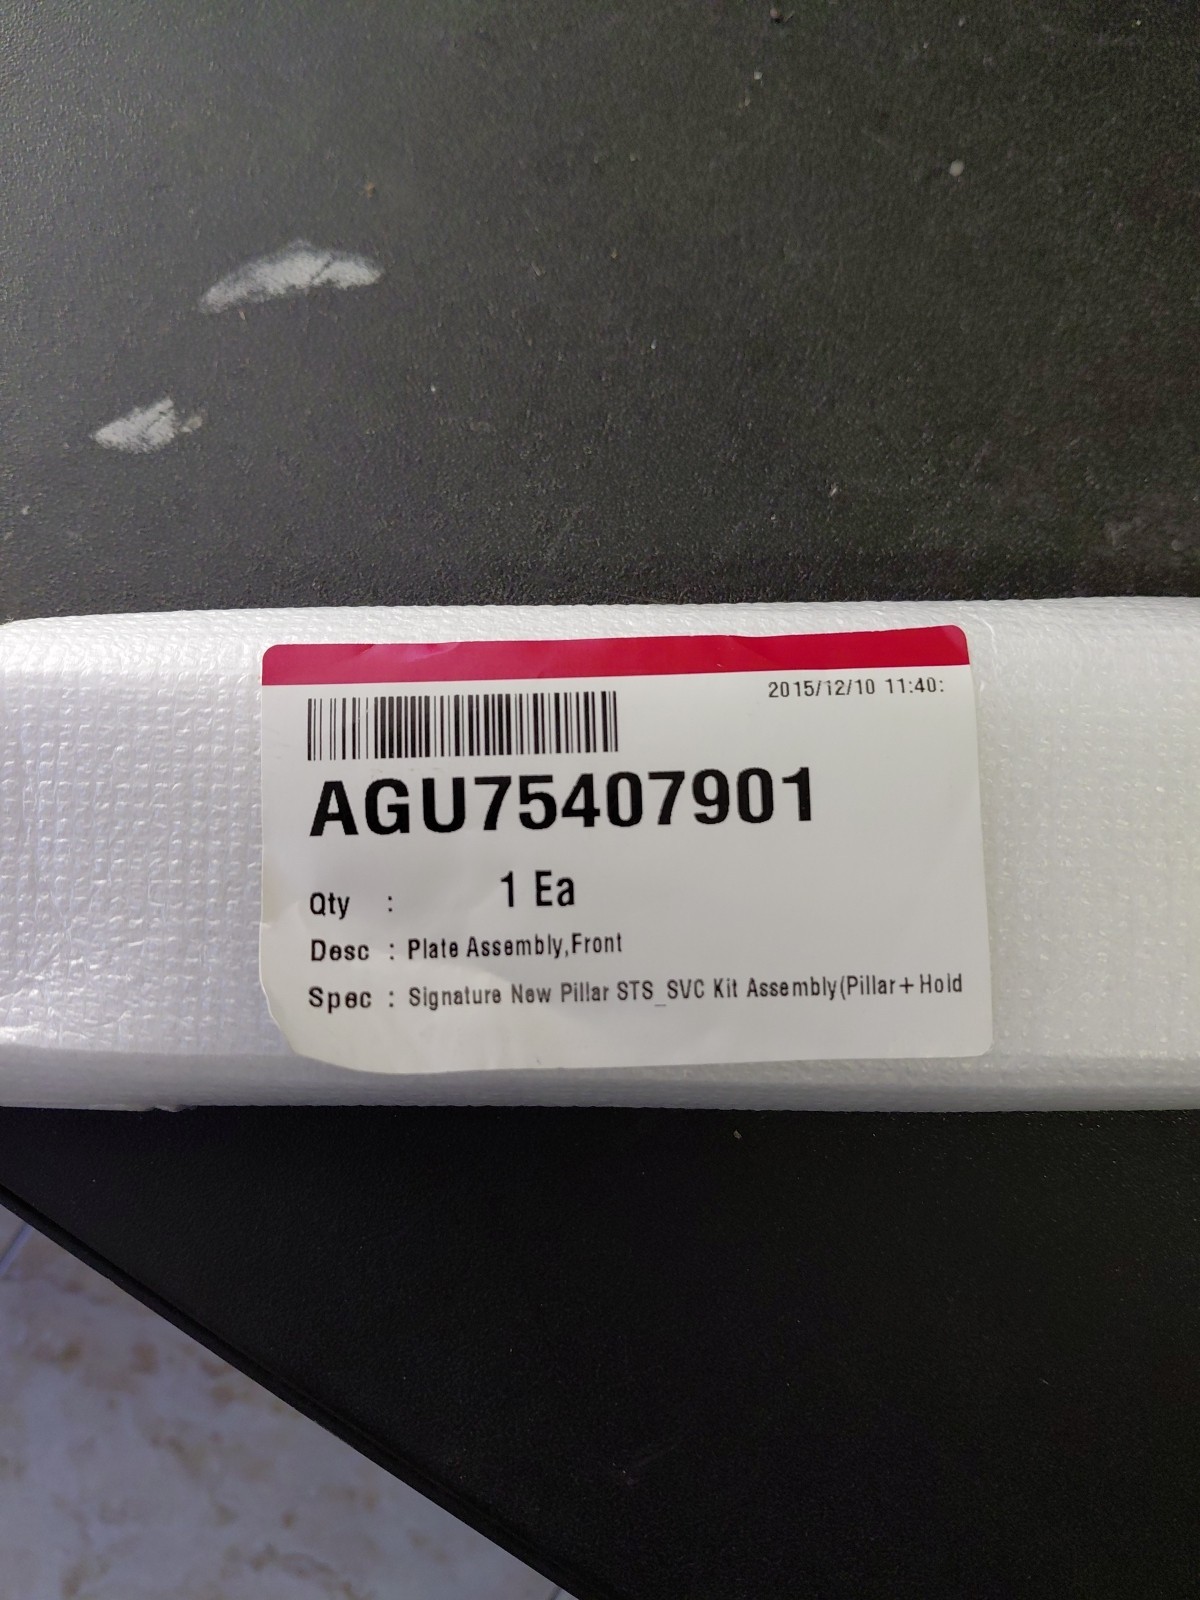 2015/12/10 11:40:
AGU75407901
Qty : 1 Ea
Desc : Plate Assembly,Front
Spec : Signature New Pillar STS_SVC Kit Assembly(Pillar+Hold